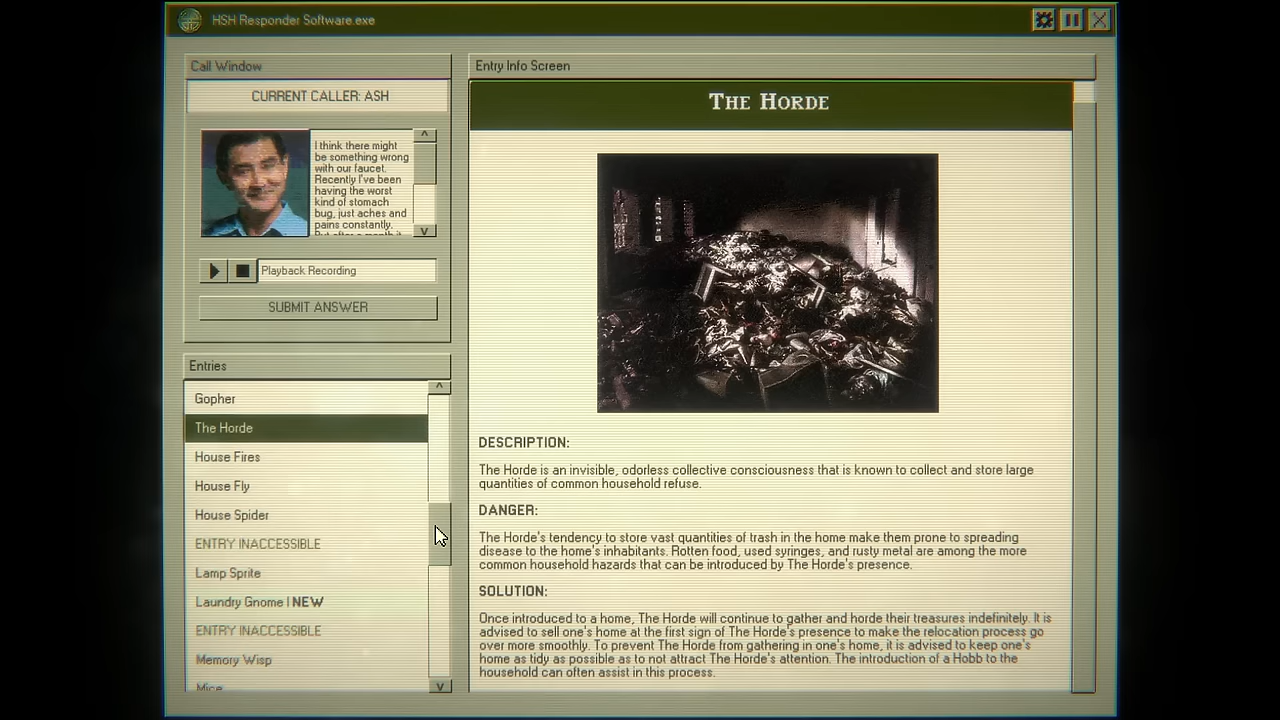 HSH Responder Software.exe
Call Window
CURRENT CALLER: ASH
I think there might
be something wrong
with our faucet.
Recently I've been
having the worst
kind of stomach
bug, just aches and
pains constantly.
But after a month it
^
v
Playback Recording
SUBMIT ANSWER
Entries
^
Gopher
The Horde
House Fires
House Fly
House Spider
ENTRY INACCESSIBLE
Lamp Sprite
Laundry Gnome | NEW
ENTRY INACCESSIBLE
Memory Wisp
Mice
v
Entry Info Screen
The Horde
DESCRIPTION:
The Horde is an invisible, odorless collective consciousness that is known to collect and store large
quantities of common household refuse.
DANGER:
The Horde's tendency to store vast quantities of trash in the home make them prone to spreading
disease to the home's inhabitants. Rotten food, used syringes, and rusty metal are among the more
common household hazards that can be introduced by The Horde's presence.
SOLUTION:
Once introduced to a home, The Horde will continue to gather and horde their treasures indefinitely. It is
advised to sell one's home at the first sign of The Horde's presence to make the relocation process go
over more smoothly. To prevent The Horde from gathering in one's home, it is advised to keep one's
home as tidy as possible as to not attract The Horde's attention. The introduction of a Hobb to the
household can often assist in this process.